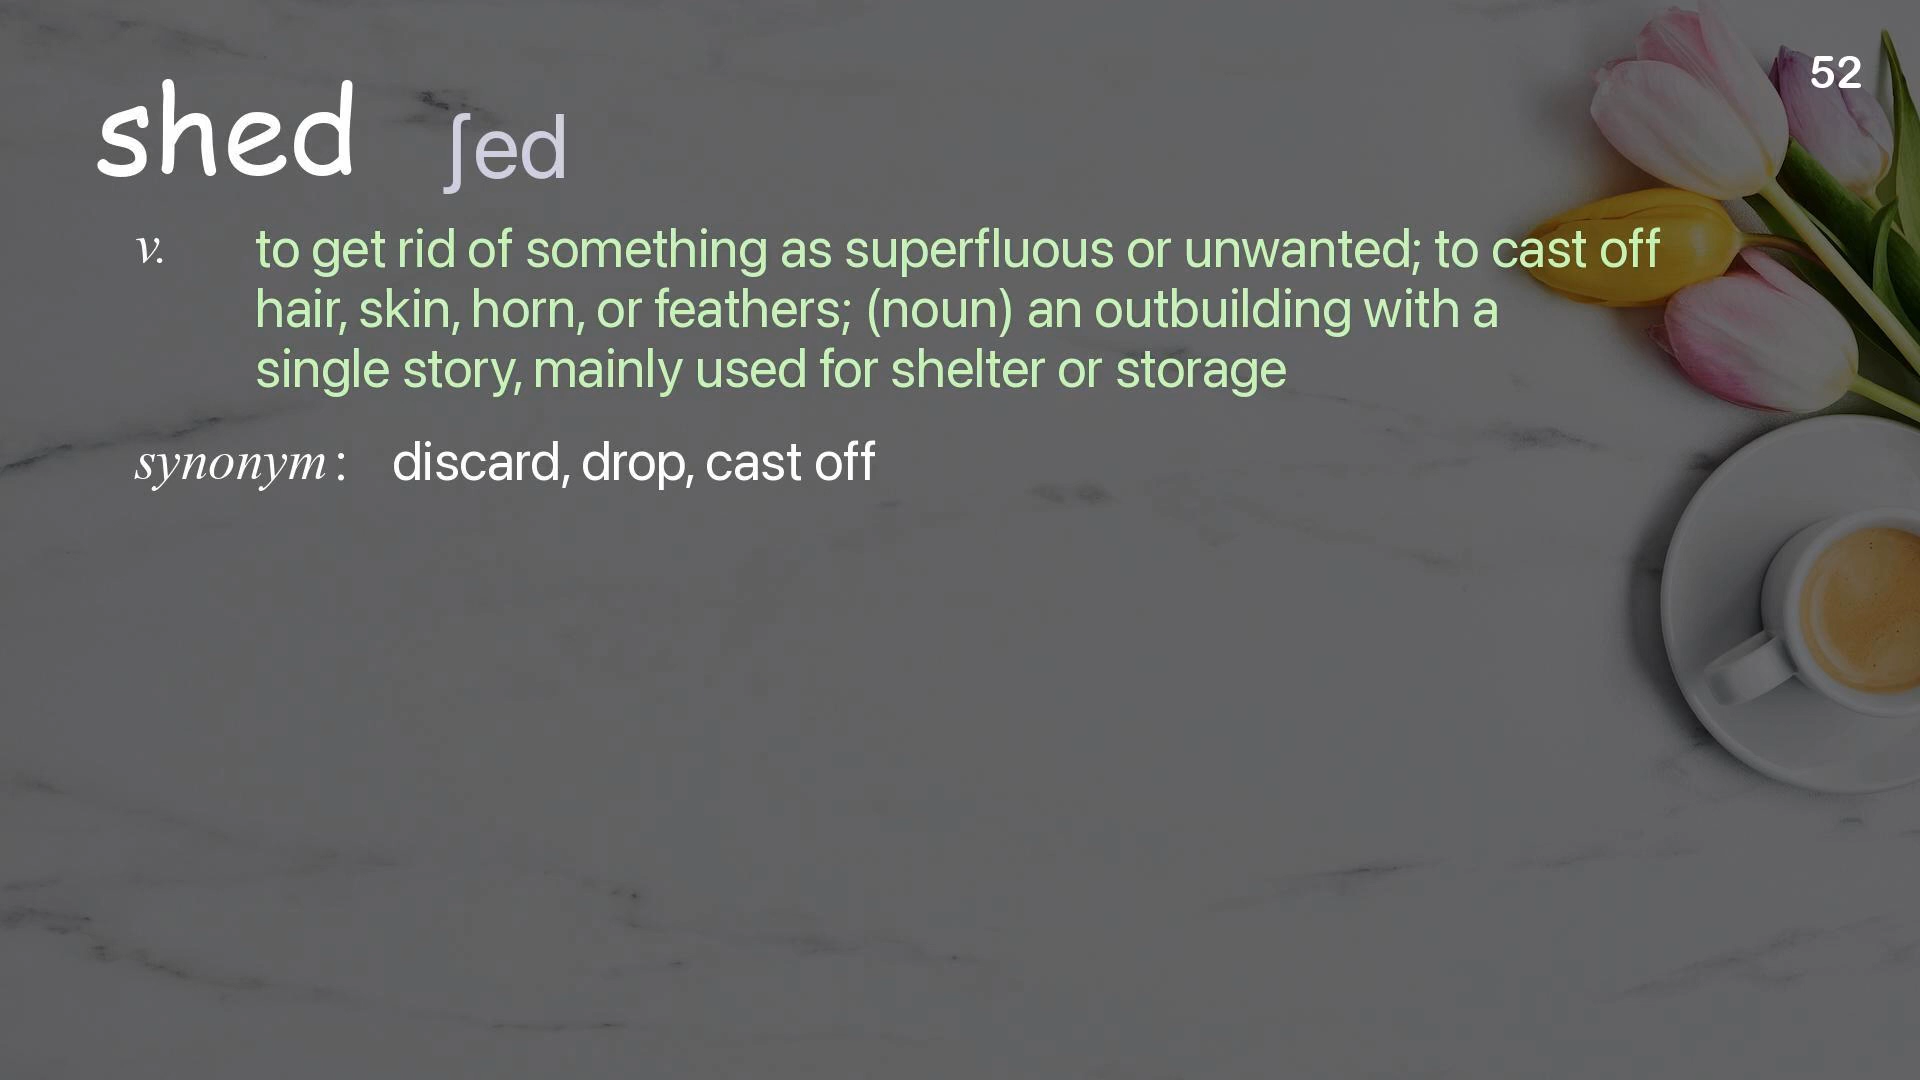 52
shed ʃed
v. to get rid of something as superfluous or unwanted; to cast off
hair, skin, horn, or feathers; (noun) an outbuilding with a
single story, mainly used for shelter or storage
synonym : discard, drop, cast off